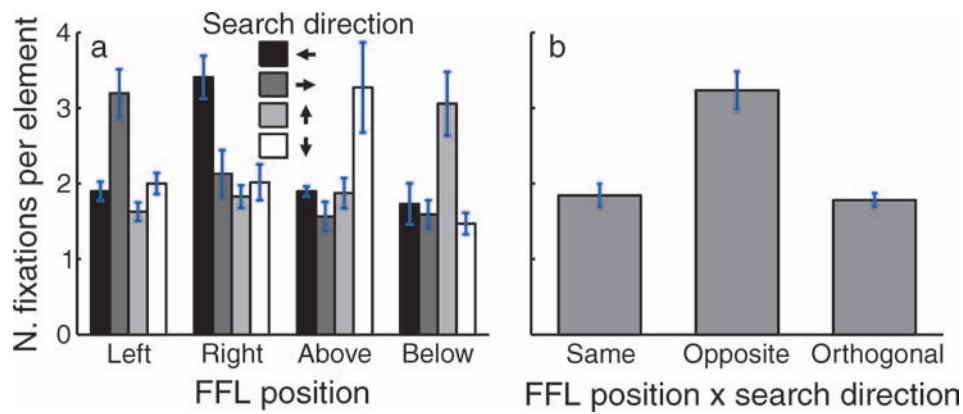 a
Search direction
←
→
↑
↓
N. fixations per element
4
3
2
1
0
Left Right Above Below
FFL position
b
Same Opposite Orthogonal
FFL position x search direction